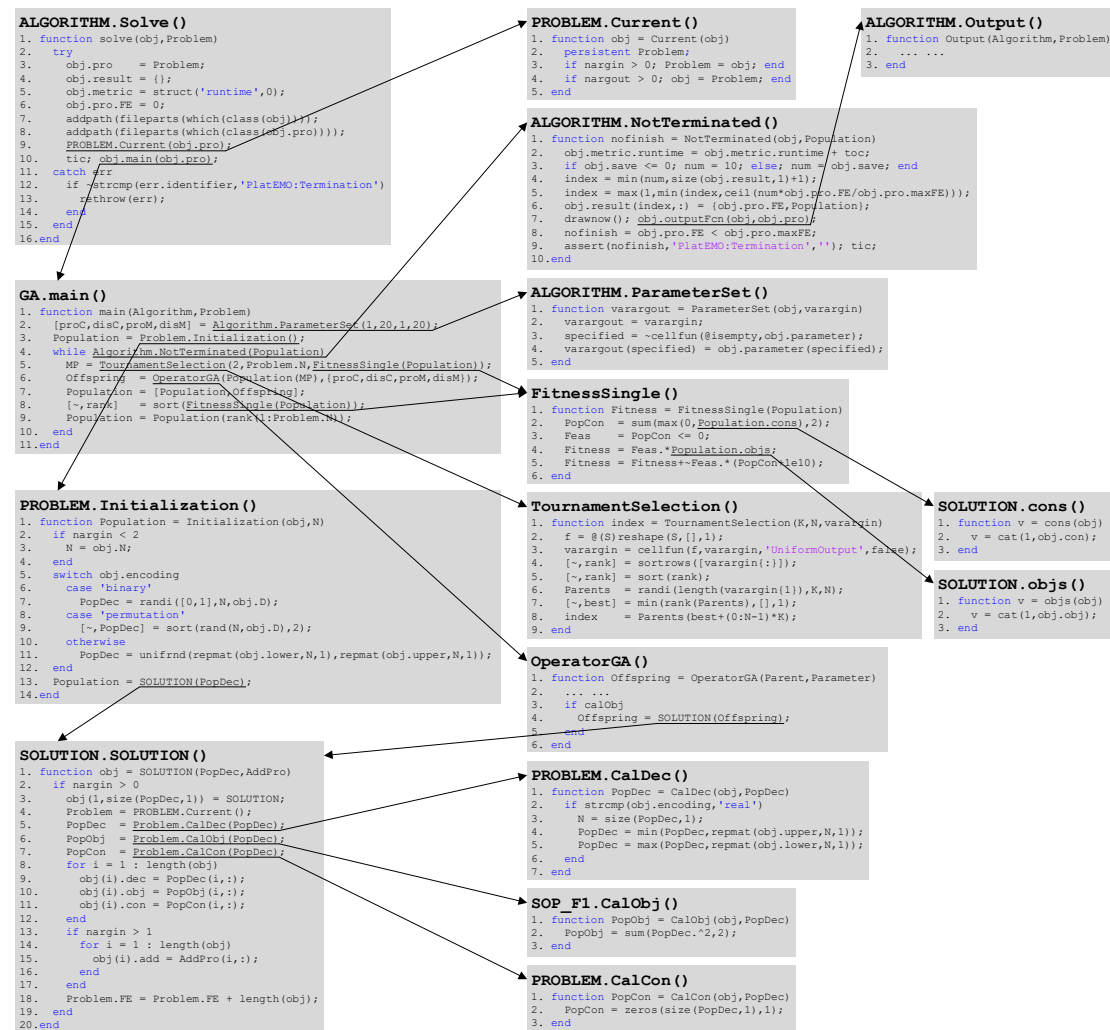 ALGORITHM.Solve()
1. function solve(obj,Problem)
2. try
3. obj.pro = Problem;
4. obj.result = {};
5. obj.metric = struct('runtime',0);
6. obj.pro.FE = 0;
7. addpath(fileparts(which(class(obj))));
8. addpath(fileparts(which(class(obj.pro))));
9. PROBLEM.Current(obj.pro);
10. tic; obj.main(obj.pro);
11. catch err
12. if ~strcmp(err.identifier,'PlatEMO:Termination')
13. rethrow(err);
14. end
15. end
16.end
GA.main()
1. function main(Algorithm,Problem)
2. [proC,disC,proM,disM] = Algorithm.ParameterSet(1,20,1,20);
3. Population = Problem.Initialization();
4. while Algorithm.NotTerminated(Population)
5. MP = TournamentSelection(2,Problem.N,FitnessSingle(Population));
6. Offspring = OperatorGA(Population(MP),{proC,disC,proM,disM});
7. Population = [Population,Offspring];
8. [~,rank] = sort(FitnessSingle(Population));
9. Population = Population(rank(1:Problem.N));
10. end
11.end
PROBLEM.Initialization()
1. function Population = Initialization(obj,N)
2. if nargin < 2
3. N = obj.N;
4. end
5. switch obj.encoding
6. case 'binary'
7. PopDec = randi([0,1],N,obj.D);
8. case 'permutation'
9. [~,PopDec] = sort(rand(N,obj.D),2);
10. otherwise
11. PopDec = unifrnd(repmat(obj.lower,N,1),repmat(obj.upper,N,1));
12. end
13. Population = SOLUTION(PopDec);
14.end
SOLUTION.SOLUTION()
1. function obj = SOLUTION(PopDec,AddPro)
2. if nargin > 0
3. obj(1,size(PopDec,1)) = SOLUTION;
4. Problem = PROBLEM.Current();
5. PopDec = Problem.CalDec(PopDec);
6. PopObj = Problem.CalObj(PopDec);
7. PopCon = Problem.CalCon(PopDec);
8. for i = 1 : length(obj)
9. obj(i).dec = PopDec(i,:);
10. obj(i).obj = PopObj(i,:);
11. obj(i).con = PopCon(i,:);
12. end
13. if nargin > 1
14. for i = 1 : length(obj)
15. obj(i).add = AddPro(i,:);
16. end
17. end
18. Problem.FE = Problem.FE + length(obj);
19. end
20.end
PROBLEM.Current()
1. function obj = Current(obj)
2. persistent Problem;
3. if nargin > 0; Problem = obj; end
4. if nargout > 0; obj = Problem; end
5. end
ALGORITHM.Output()
1. function Output(Algorithm,Problem)
2. ... ...
3. end
ALGORITHM.NotTerminated()
1. function nofinish = NotTerminated(obj,Population)
2. obj.metric.runtime = obj.metric.runtime + toc;
3. if obj.save <= 0; num = 10; else; num = obj.save; end
4. index = min(num,size(obj.result,1)+1);
5. index = max(1,min(index,ceil(num*obj.pro.FE/obj.pro.maxFE)));
6. obj.result(index,:) = {obj.pro.FE,Population};
7. drawnow(); obj.outputFcn(obj,obj.pro);
8. nofinish = obj.pro.FE < obj.pro.maxFE;
9. assert(nofinish,'PlatEMO:Termination',''); tic;
10.end
ALGORITHM.ParameterSet()
1. function varargout = ParameterSet(obj,varargin)
2. varargout = varargin;
3. specified = ~cellfun(@isempty,obj.parameter);
4. varargout(specified) = obj.parameter(specified);
5. end
FitnessSingle()
1. function Fitness = FitnessSingle(Population)
2. PopCon = sum(max(0,Population.cons),2);
3. Feas = PopCon <= 0;
4. Fitness = Feas.*Population.objs;
5. Fitness = Fitness+~Feas.*(PopCon+1e10);
6. end
TournamentSelection()
1. function index = TournamentSelection(K,N,varargin)
2. f = @(S)reshape(S,[],1);
3. varargin = cellfun(f,varargin,'UniformOutput',false);
4. [~,rank] = sortrows([varargin{:}]);
5. [~,rank] = sort(rank);
6. Parents = randi(length(varargin{1}),K,N);
7. [~,best] = min(rank(Parents),[],1);
8. index = Parents(best+(0:N-1)*K);
9. end
SOLUTION.cons()
1. function v = cons(obj)
2. v = cat(1,obj.con);
3. end
SOLUTION.objs()
1. function v = objs(obj)
2. v = cat(1,obj.obj);
3. end
OperatorGA()
1. function Offspring = OperatorGA(Parent,Parameter)
2. ... ...
3. if calObj
4. Offspring = SOLUTION(Offspring);
5. end
6. end
PROBLEM.CalDec()
1. function PopDec = CalDec(obj,PopDec)
2. if strcmp(obj.encoding,'real')
3. N = size(PopDec,1);
4. PopDec = min(PopDec,repmat(obj.upper,N,1));
5. PopDec = max(PopDec,repmat(obj.lower,N,1));
6. end
7. end
SOP_F1.CalObj()
1. function PopObj = CalObj(obj,PopDec)
2. PopObj = sum(PopDec.^2,2);
3. end
PROBLEM.CalCon()
1. function PopCon = CalCon(obj,PopDec)
2. PopCon = zeros(size(PopDec,1),1);
3. end